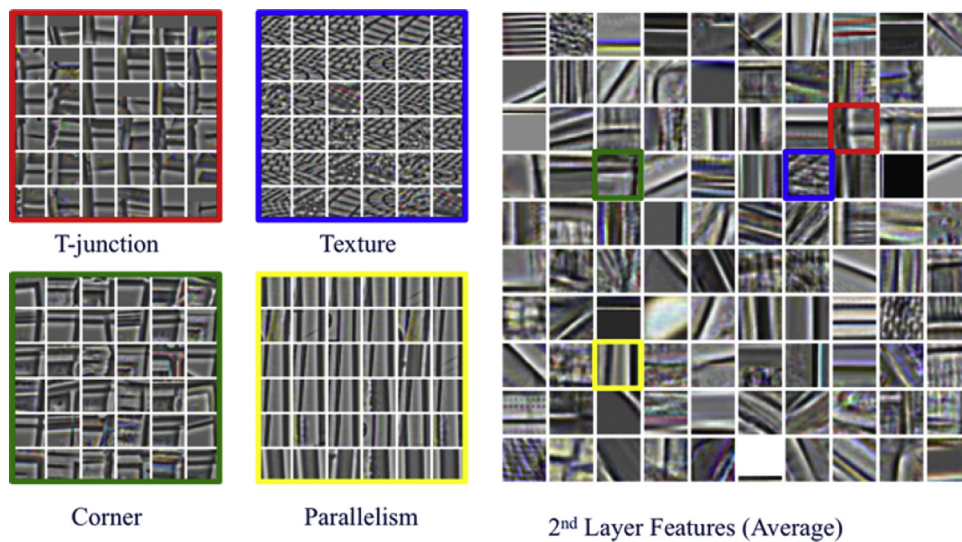 T-junction
Texture
Corner
Parallelism
2nd Layer Features (Average)